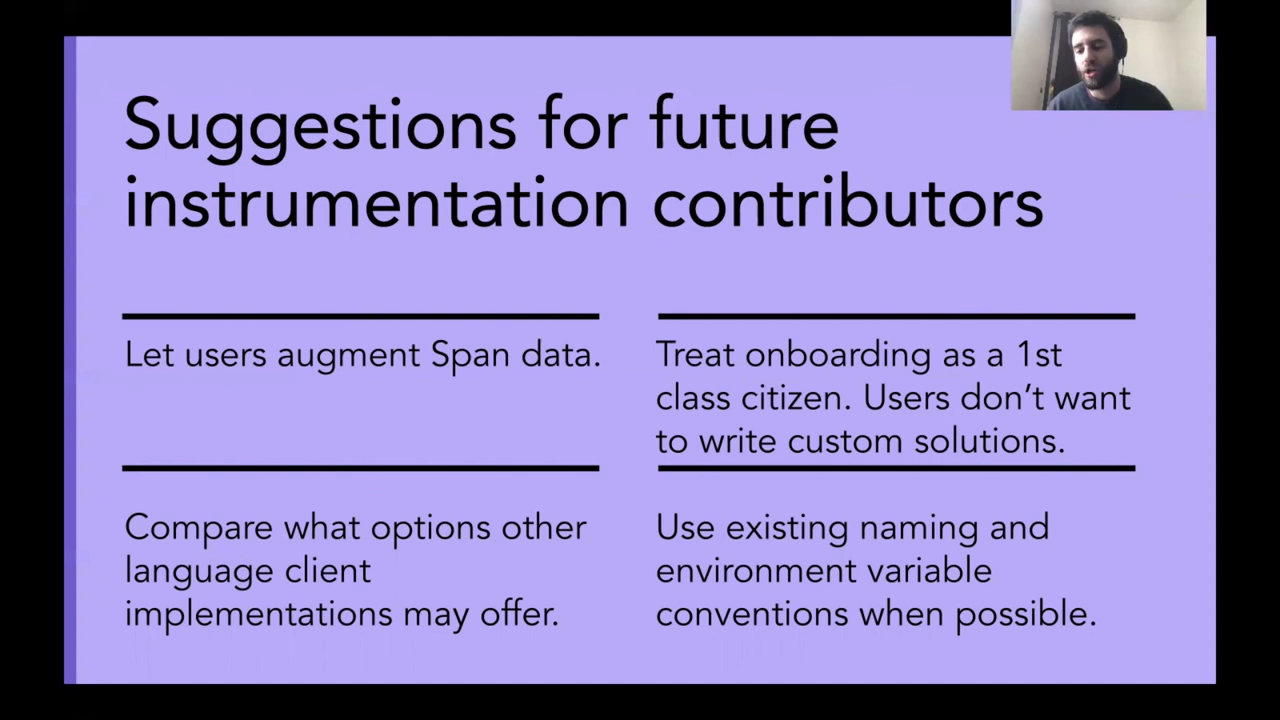 Suggestions for future
instrumentation contributors
Let users augment Span data.
Treat onboarding as a 1st
class citizen. Users don’t want
to write custom solutions.
Compare what options other
language client
implementations may offer.
Use existing naming and
environment variable
conventions when possible.